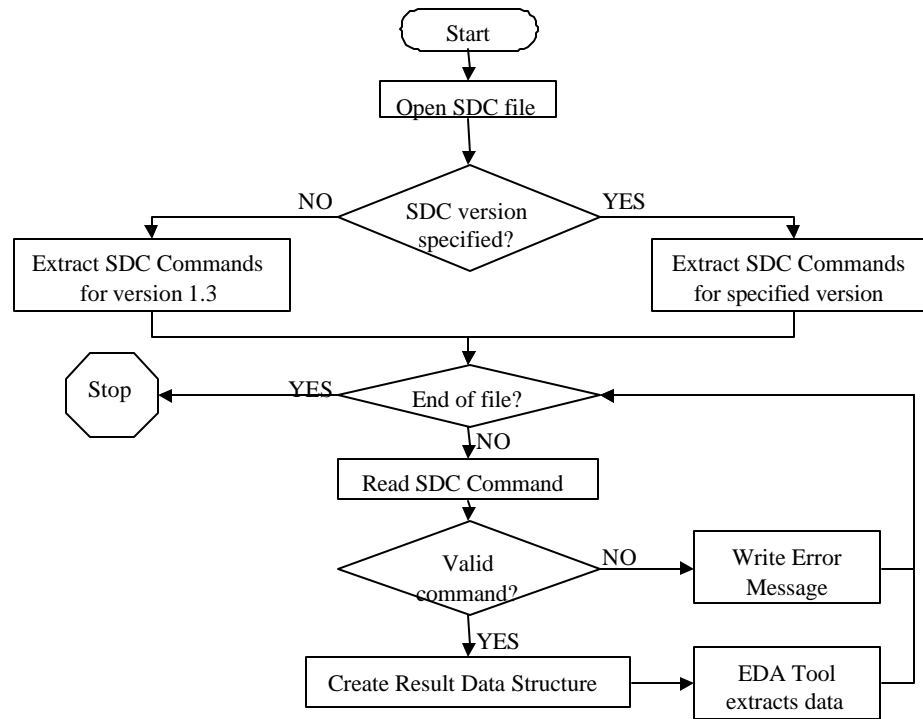 Start
Open SDC file
NO
YES
SDC version
specified?
Extract SDC Commands
for version 1.3
Extract SDC Commands
for specified version
Stop
YES
End of file?
NO
Read SDC Command
Valid
command?
NO
Write Error
Message
YES
Create Result Data Structure
EDA Tool
extracts data